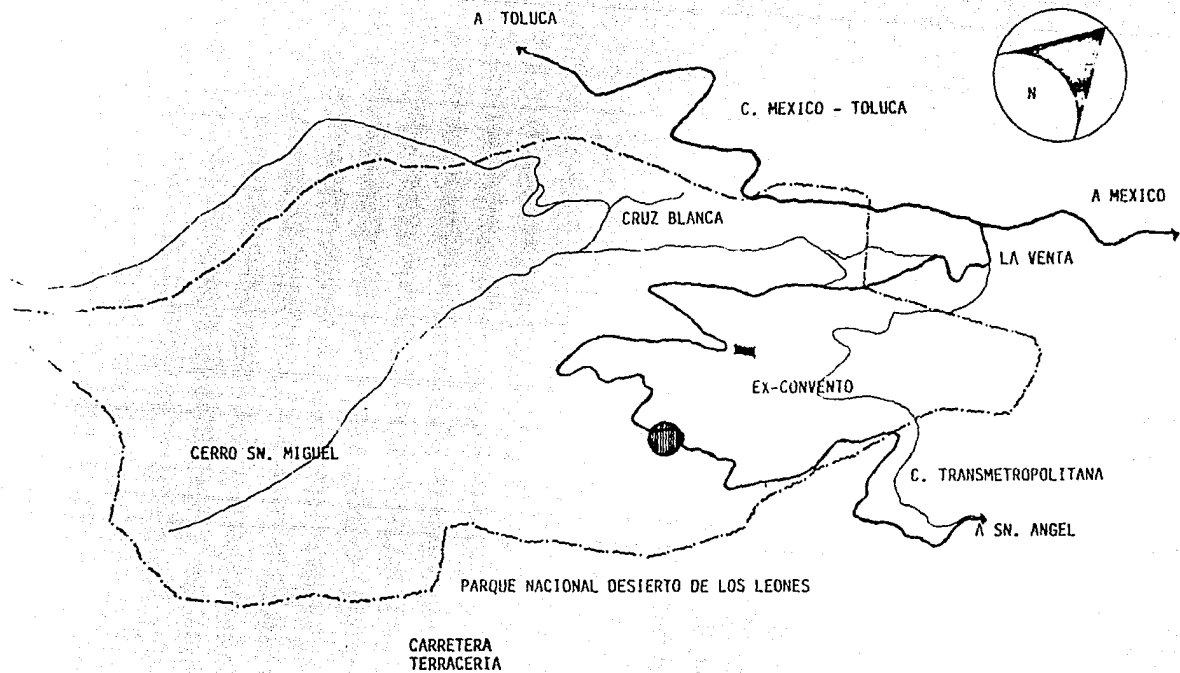 A TOLUCA
C. MEXICO - TOLUCA
N
A MEXICO
CRUZ BLANCA
LA VENTA
EX-CONVENTO
CERRO SN. MIGUEL
C. TRANSMETROPOLITANA
A SN. ANGEL
PARQUE NACIONAL DESIERTO DE LOS LEONES
CARRETERA
TERRACERIA